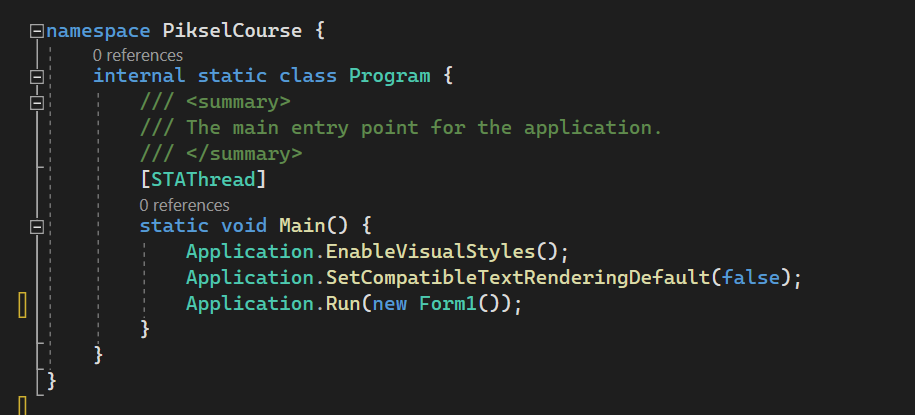 namespace PikselCourse {
0 references
internal static class Program {
/// <summary>
/// The main entry point for the application.
/// </summary>
[STAThread]
0 references
static void Main() {
Application.EnableVisualStyles();
Application.SetCompatibleTextRenderingDefault(false);
Application.Run(new Form1());
}
}
}